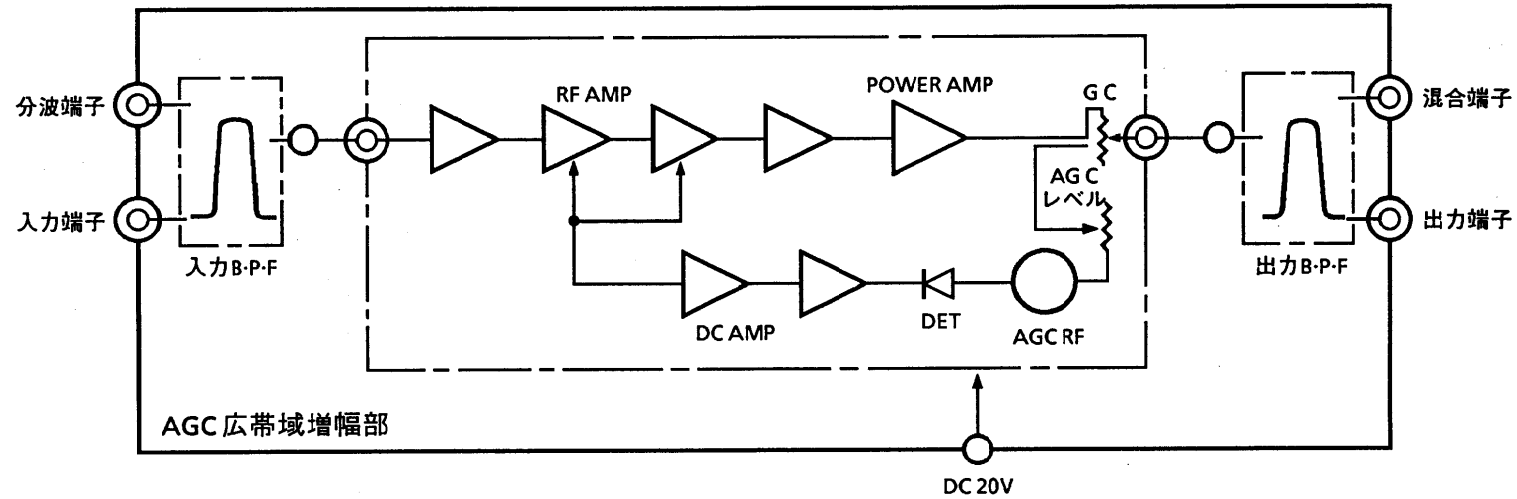 分波端子
入力端子
入力B·P·F
RF AMP
POWER AMP
G C
AG C
レベル
DC AMP
DET
AGC RF
混合端子
出力端子
出力B·P·F
AGC広帯域増幅部
DC 20V